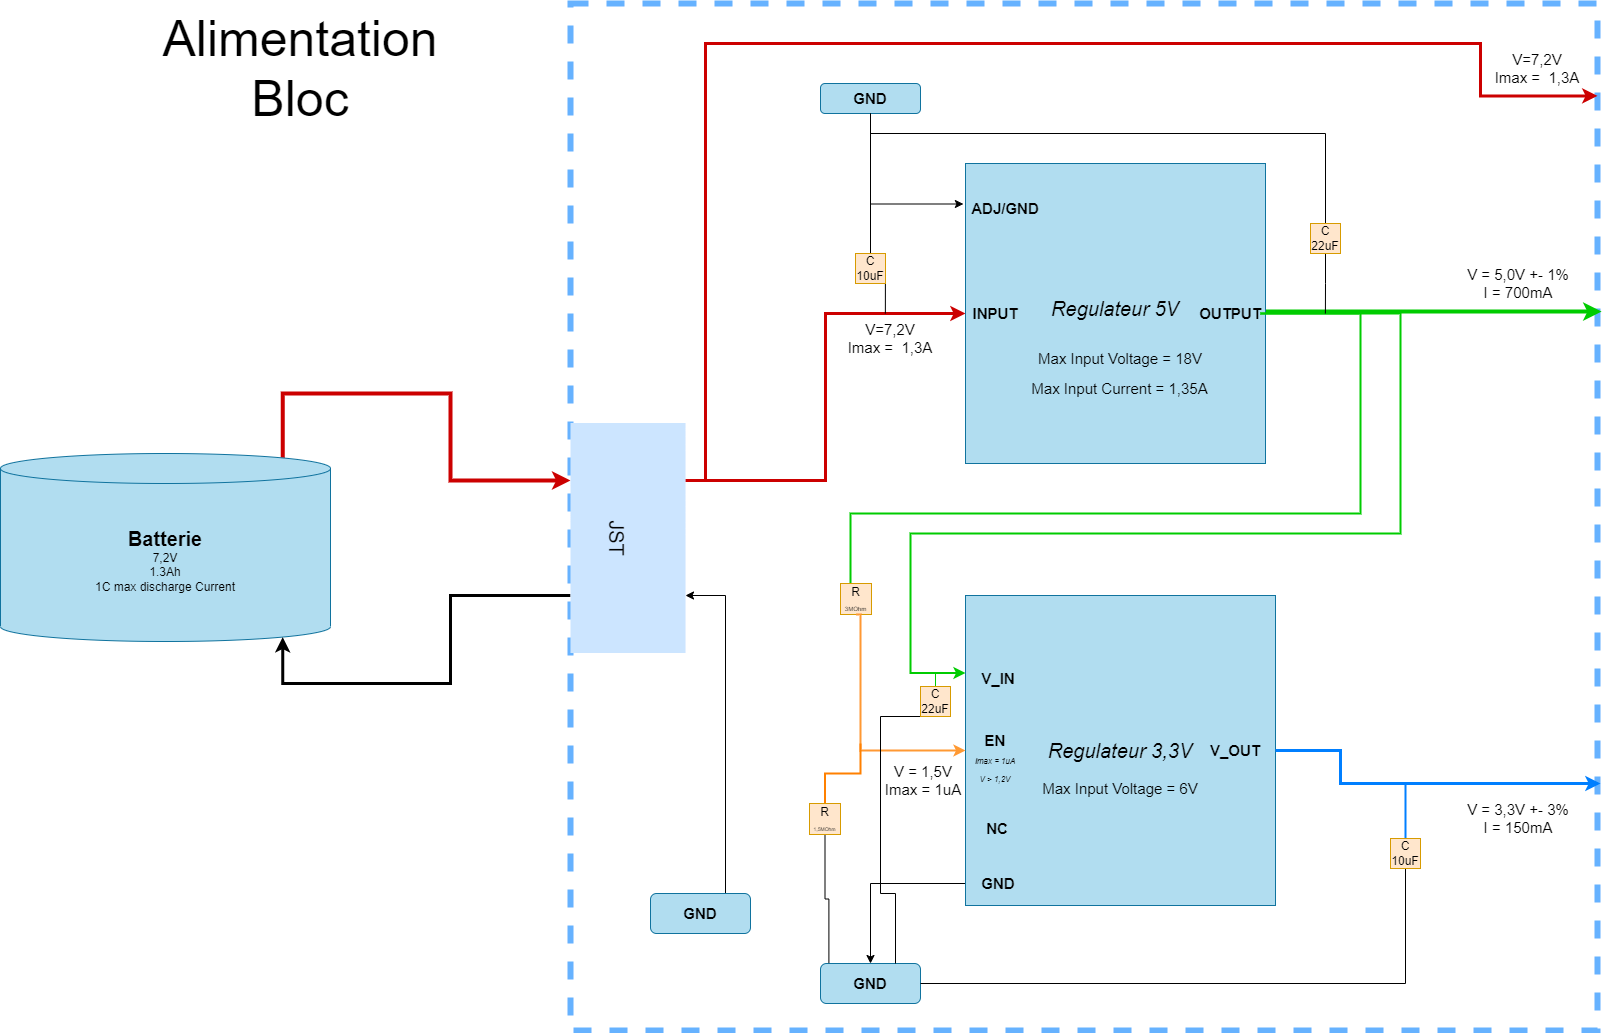 Alimentation
Bloc
V=7,2V
Imax = 1,3A
GND
ADJ/GND
C
22uF
C
10uF
V = 5,0V +- 1%
I = 700mA
INPUT
Regulateur 5V
OUTPUT
V=7,2V
Imax = 1,3A
Max Input Voltage = 18V
Max Input Current = 1,35A
JST
Batterie
7,2V
1.3Ah
1C max discharge Current
R
3MOhm
V_IN
C
22uF
EN
Imax = 1uA
V > 1,2V
Regulateur 3,3V
V_OUT
V = 1,5V
Imax = 1uA
Max Input Voltage = 6V
R
1,5MOhm
NC
V = 3,3V +- 3%
I = 150mA
C
10uF
GND
GND
GND